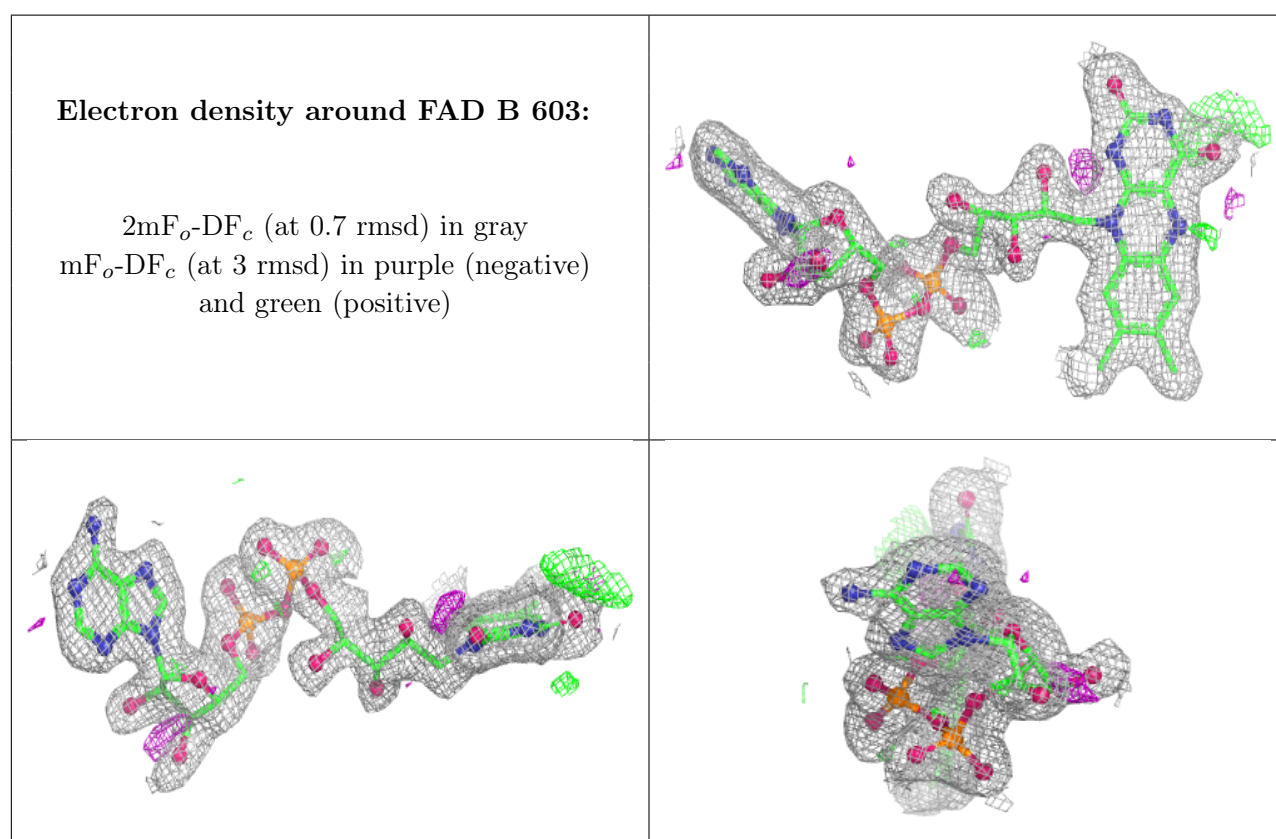 Electron density around FAD B 603:
2mFo-DFc (at 0.7 rmsd) in gray
mFo-DFc (at 3 rmsd) in purple (negative)
and green (positive)